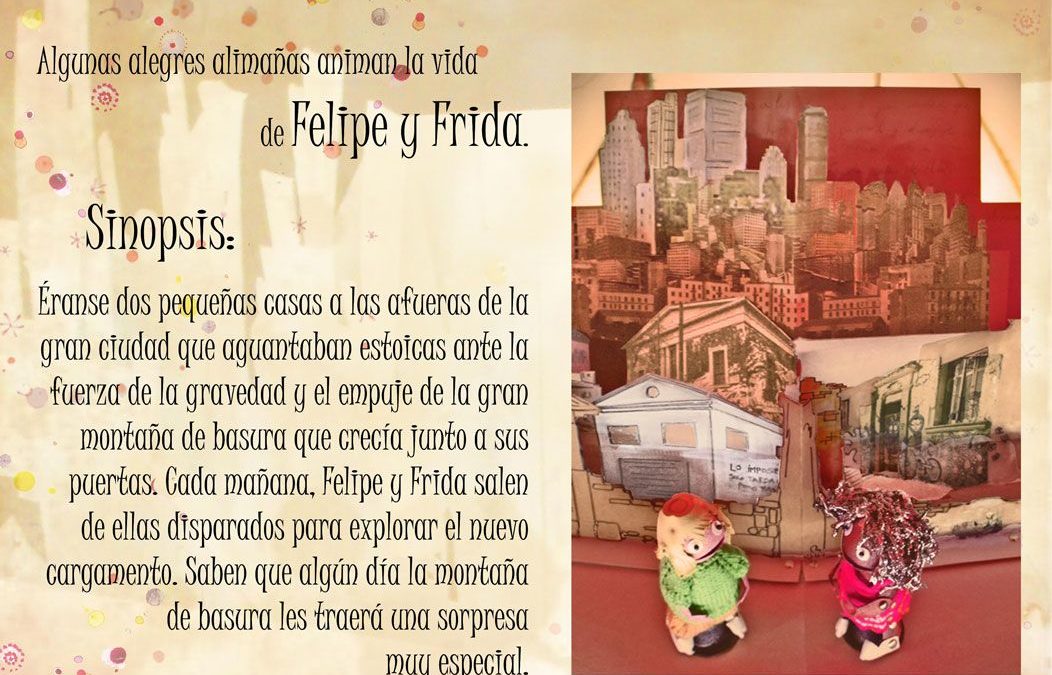 Algunas alegres alimañas animan la vida
de Felipe y Frida.
Sinopsis:
Éranse dos pequeñas casas a las afueras de la
gran ciudad que aguantaban estoicas ante la
fuerza de la gravedad y el empuje de la gran
montaña de basura que crecía junto a sus
puertas. Cada mañana, Felipe y Frida salen
de ellas disparados para explorar el nuevo
cargamento. Saben que algún día la montaña
de basura les traerá una sorpresa
muy especial.
LO IMPOSIBLE
SOLO TARDA